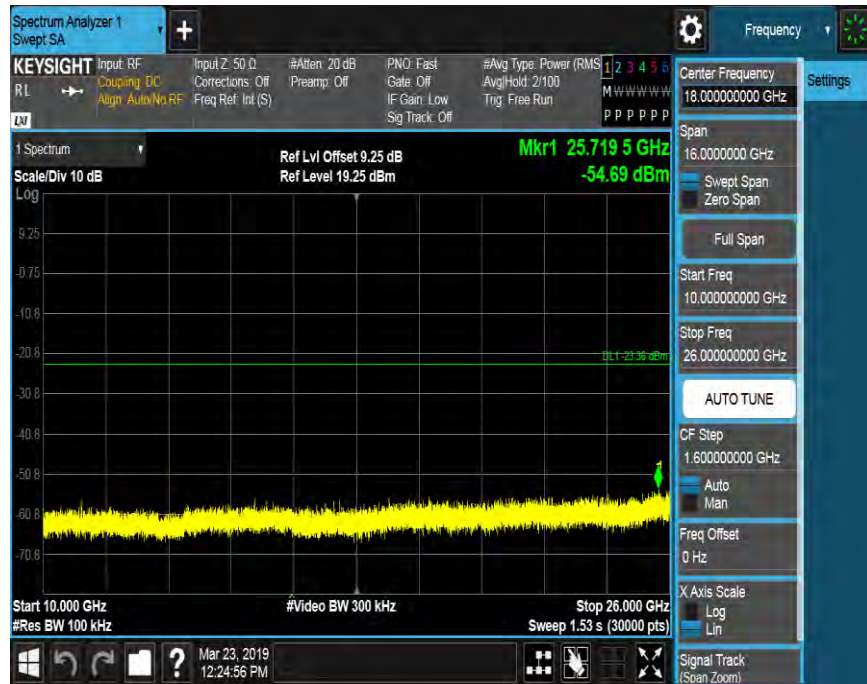 Spectrum Analyzer 1
Swept SA
+
Frequency
KEYSIGHT
RL
LXI
Input: RF
Coupling: DC
Align: Auto/No RF
Input Z: 50 Ω
Corrections: Off
Freq Ref: Int (S)
#Atten: 20 dB
Preamp: Off
PNO: Fast
Gate: Off
IF Gain: Low
Sig Track: Off
#Avg Type: Power (RMS
Avg|Hold: 2/100
Trig: Free Run
1 2 3 4 5 6
M W W W W W
P P P P P P
Settings
Center Frequency
18.000000000 GHz
Span
16.0000000 GHz
Swept Span
Zero Span
Full Span
Start Freq
10.000000000 GHz
Stop Freq
26.000000000 GHz
AUTO TUNE
CF Step
1.600000000 GHz
Auto
Man
Freq Offset
0 Hz
X Axis Scale
Log
Lin
Signal Track
(Span Zoom)
1 Spectrum
Scale/Div 10 dB
Log
Ref Lvl Offset 9.25 dB
Ref Level 19.25 dBm
Mkr1 25.719 5 GHz
-54.69 dBm
9.25
-0.75
-10.8
-20.8
DL1 -23.36 dBm
-30.8
-40.8
-50.8
1
-60.8
-70.8
Start 10.000 GHz
#Res BW 100 kHz
#Video BW 300 kHz
Stop 26.000 GHz
Sweep 1.53 s (30000 pts)
?
Mar 23, 2019
12:24:56 PM